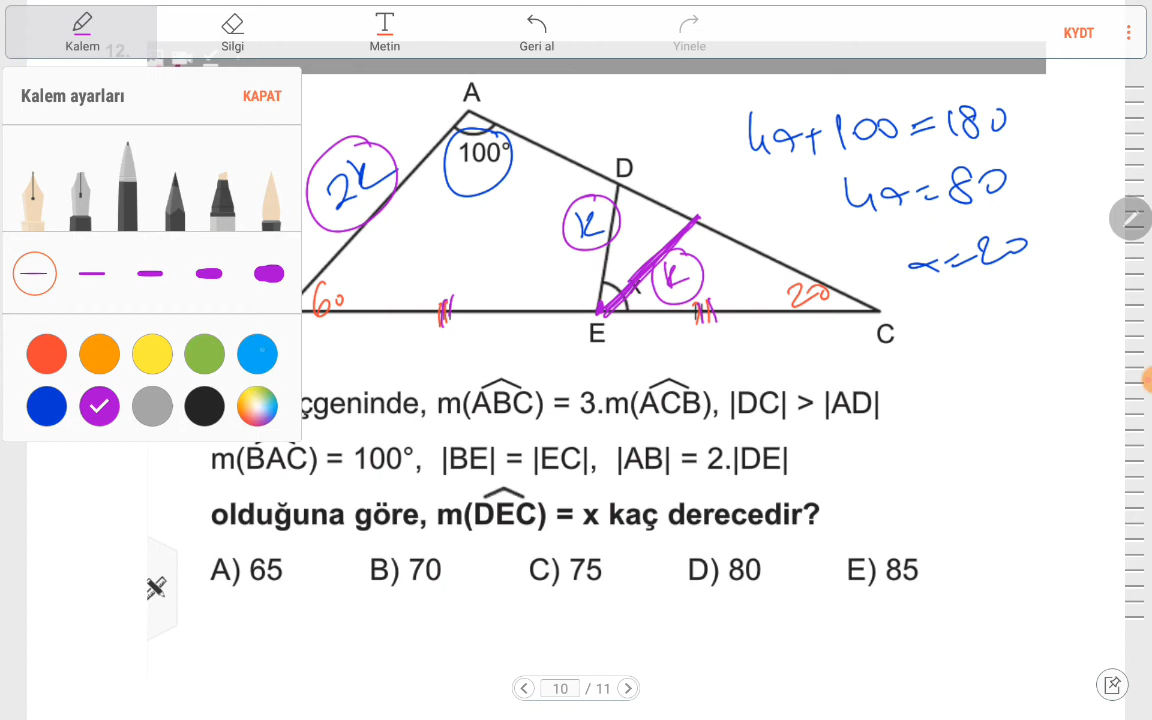 Kalem
Silgi
Metin
Geri al
Yinele
KYDT
12.
Kalem ayarları
KAPAT
A
100°
2k
D
k
k
x
60
20
E
C
4α+100=180
4α=80
α=20
çgeninde, m(ABC) = 3.m(ACB), |DC| > |AD|
m(BAC) = 100°, |BE| = |EC|, |AB| = 2.|DE|
olduğuna göre, m(DEC) = x kaç derecedir?
A) 65 B) 70 C) 75 D) 80 E) 85
10 / 11